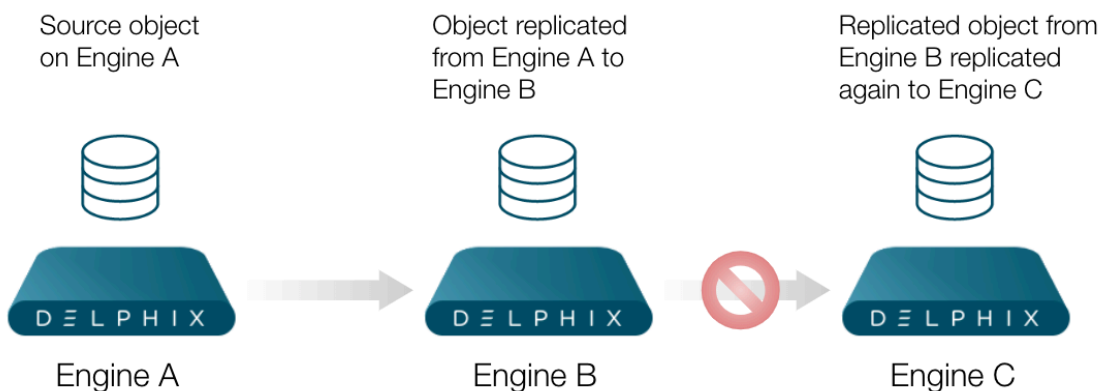 Source object
on Engine A
Object replicated
from Engine A to
Engine B
Replicated object from
Engine B replicated
again to Engine C
DELPHIX
DELPHIX
DELPHIX
Engine A
Engine B
Engine C